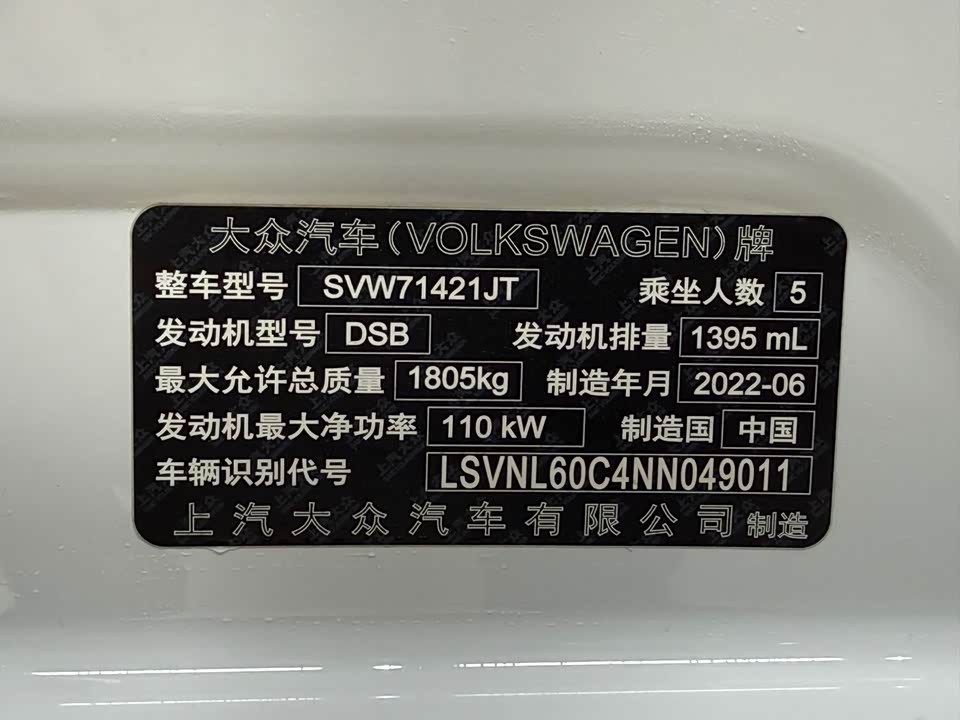 大众汽车(VOLKSWAGEN)牌
整车型号 SVW71421JT 乘坐人数 5
发动机型号 DSB 发动机排量 1395 mL
最大允许总质量 1805kg 制造年月 2022-06
发动机最大净功率 110 kW 制造国 中国
车辆识别代号 LSVNL60C4NN049011
上汽大众汽车有限公司 制造